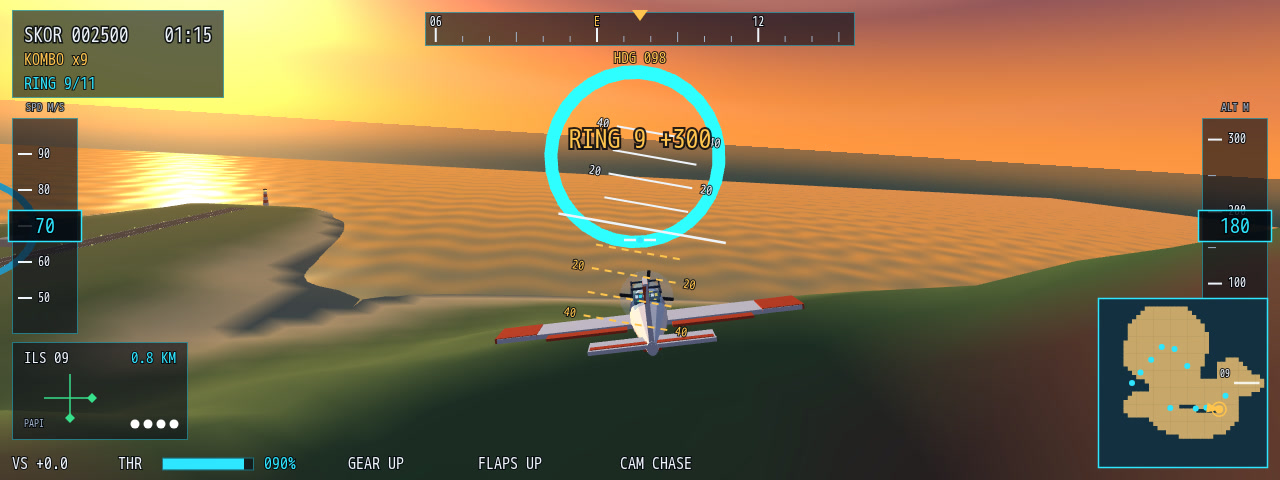 SKOR 002500 01:15
KOMBO x9
RING 9/11
06 E 12
HDG 098
SPD M/S
90
80
70
60
50
ALT M
300
200
180
100
40
RING 9 +300
20 20
20 20
40 40
ILS 09 0.8 KM
PAPI
09
VS +0.0 THR 090% GEAR UP FLAPS UP CAM CHASE